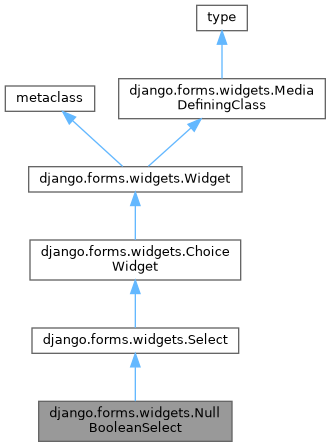 type
django.forms.widgets.Media
DefiningClass
metaclass
django.forms.widgets.Widget
django.forms.widgets.Choice
Widget
django.forms.widgets.Select
django.forms.widgets.Null
BooleanSelect